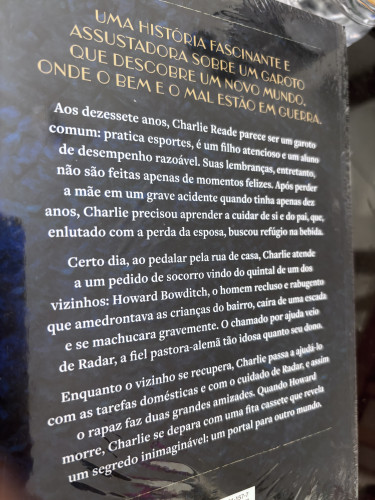 UMA HISTÓRIA FASCINANTE E
ASSUSTADORA SOBRE UM GAROTO
QUE DESCOBRE UM NOVO MUNDO,
ONDE O BEM E O MAL ESTÃO EM GUERRA.
Aos dezessete anos, Charlie Reade parece ser um garoto
comum: pratica esportes, é um filho atencioso e um aluno
de desempenho razoável. Suas lembranças, entretanto,
não são feitas apenas de momentos felizes. Após perder
a mãe em um grave acidente quando tinha apenas dez
anos, Charlie precisou aprender a cuidar de si e do pai, que,
enlutado com a perda da esposa, buscou refúgio na bebida.
Certo dia, ao pedalar pela rua de casa, Charlie atende
a um pedido de socorro vindo do quintal de um dos
vizinhos: Howard Bowditch, o homem recluso e rabugento
que amedrontava as crianças do bairro, caíra de uma escada
e se machucara gravemente. O chamado por ajuda veio
de Radar, a fiel pastora-alemã tão idosa quanto seu dono.
Enquanto o vizinho se recupera, Charlie passa a ajudá-lo
com as tarefas domésticas e com o cuidado de Radar, e assim
o rapaz faz duas grandes amizades. Quando Howard
morre, Charlie se depara com uma fita cassete que revela
um segredo inimaginável: um portal para outro mundo.